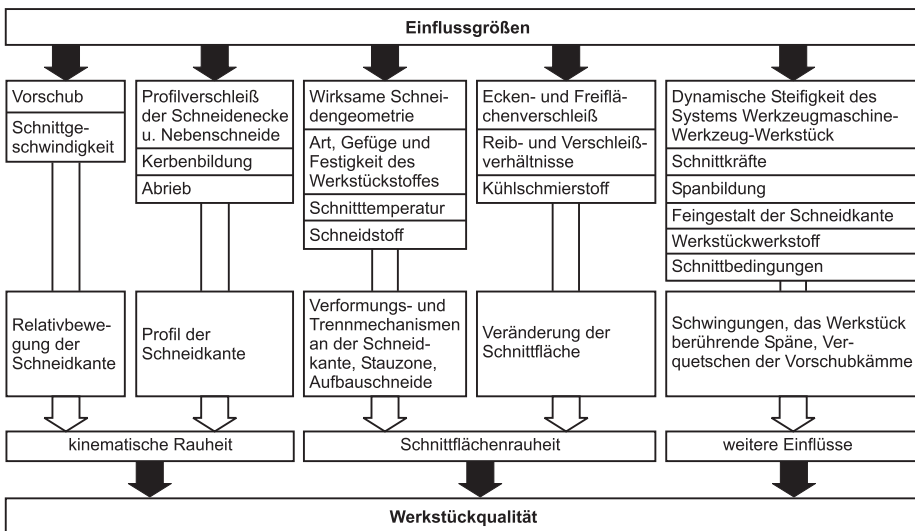 Einflussgrößen
Vorschub
Schnittge-
schwindigkeit
Profilverschleiß
der Schneidenecke
u. Nebenschneide
Kerbenbildung
Abrieb
Wirksame Schnei-
dengeometrie
Art, Gefüge und
Festigkeit des
Werkstückstoffes
Schnitttemperatur
Schneidstoff
Ecken- und Freiflä-
chenverschleiß
Reib- und Verschleiß-
verhältnisse
Kühlschmierstoff
Dynamische Steifigkeit des
Systems Werkzeugmaschine-
Werkzeug-Werkstück
Schnittkräfte
Spanbildung
Feingestalt der Schneidkante
Werkstückwerkstoff
Schnittbedingungen
Relativbewe-
gung der
Schneidkante
Profil der
Schneidkante
Verformungs- und
Trennmechanismen
an der Schneid-
kante, Stauzone,
Aufbauschneide
Veränderung der
Schnittfläche
Schwingungen, das Werkstück
berührende Späne, Ver-
quetschen der Vorschubkämme
kinematische Rauheit
Schnittflächenrauheit
weitere Einflüsse
Werkstückqualität